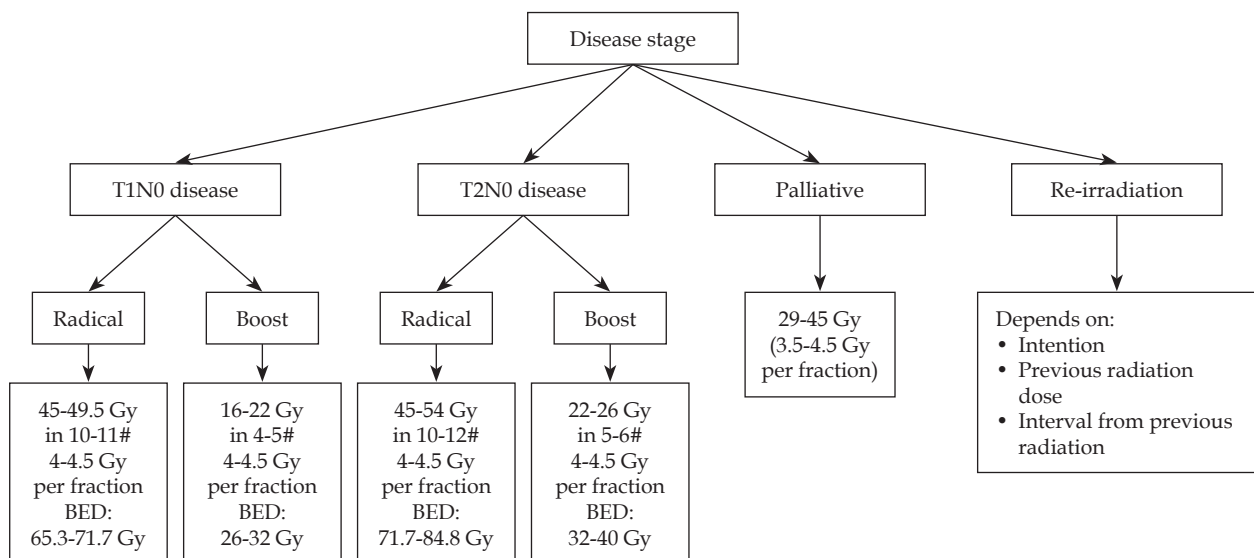 Disease stage
T1N0 disease
T2N0 disease
Palliative
Re-irradiation
Radical
Boost
Radical
Boost
45-49.5 Gy
in 10-11#
4-4.5 Gy
per fraction
BED:
65.3-71.7 Gy
16-22 Gy
in 4-5#
4-4.5 Gy
per fraction
BED:
26-32 Gy
45-54 Gy
in 10-12#
4-4.5 Gy
per fraction
BED:
71.7-84.8 Gy
22-26 Gy
in 5-6#
4-4.5 Gy
per fraction
BED:
32-40 Gy
29-45 Gy
(3.5-4.5 Gy
per fraction)
Depends on:
• Intention
• Previous radiation
dose
• Interval from previous
radiation